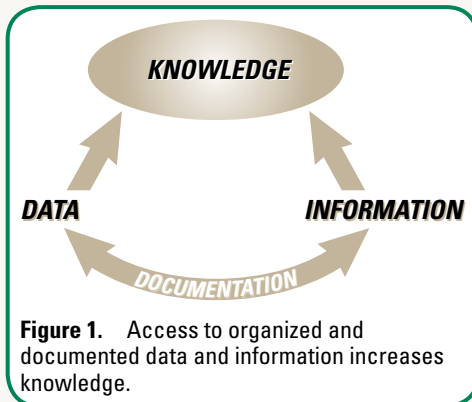 KNOWLEDGE
DATA
INFORMATION
DOCUMENTATION
Figure 1. Access to organized and
documented data and information increases
knowledge.